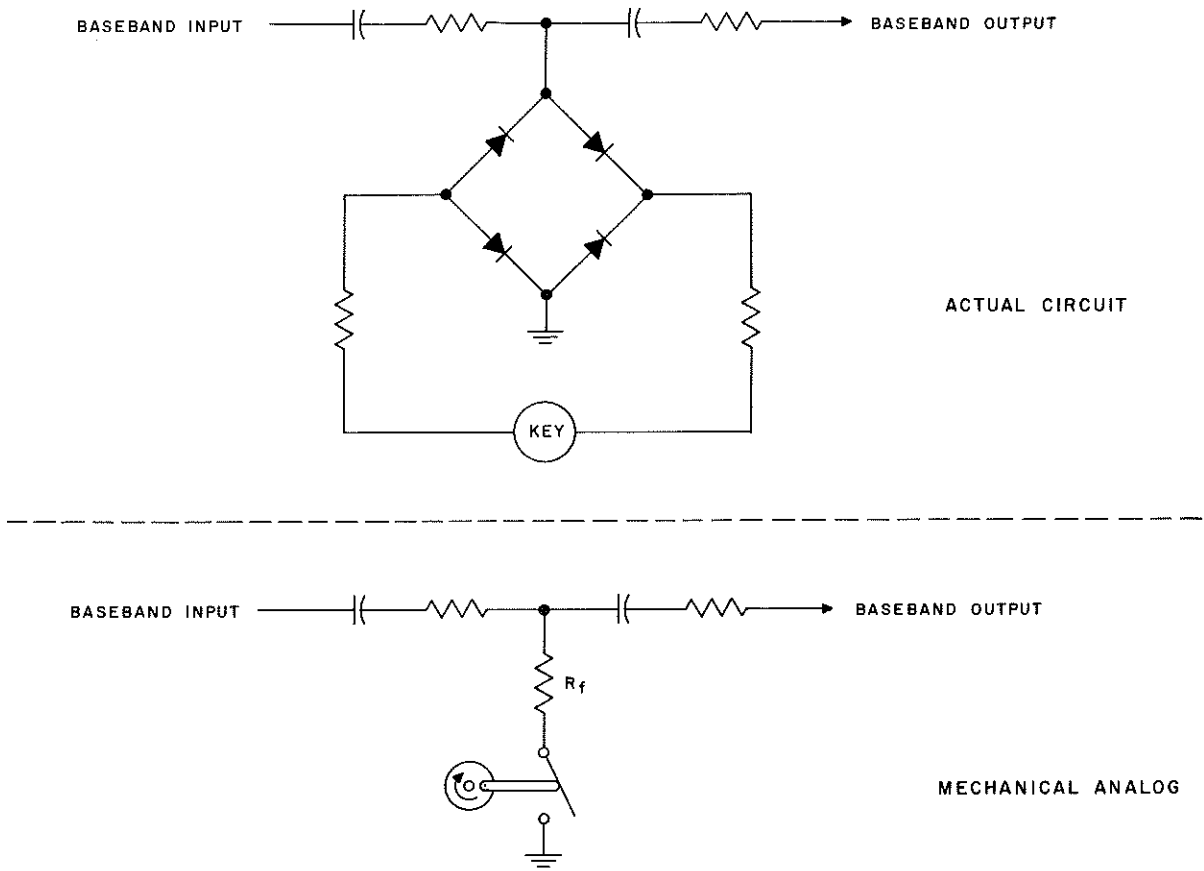 BASEBAND INPUT
BASEBAND OUTPUT
ACTUAL CIRCUIT
KEY
BASEBAND INPUT
BASEBAND OUTPUT
Rf
MECHANICAL ANALOG